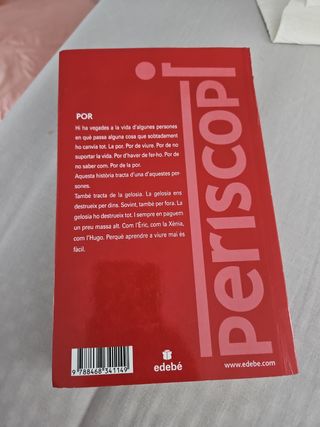 POR
Hi ha vegades a la vida d'algunes persones
en què passa alguna cosa que sobtadament
ho canvia tot. La por. Por de viure. Por de no
suportar la vida. Por d'haver de fer-ho. Por de
no saber com. Por de la por.
Aquesta història tracta d'una d'aquestes per-
sones.
També tracta de la gelosia. La gelosia ens
destrueix per dins. Sovint, també per fora. La
gelosia ho destrueix tot. I sempre en paguem
un preu massa alt. Com l'Èric, com la Xènia,
com l'Hugo. Perquè aprendre a viure mai és
fàcil.
periscopi
9 788468 341149
edebé
www.edebe.com